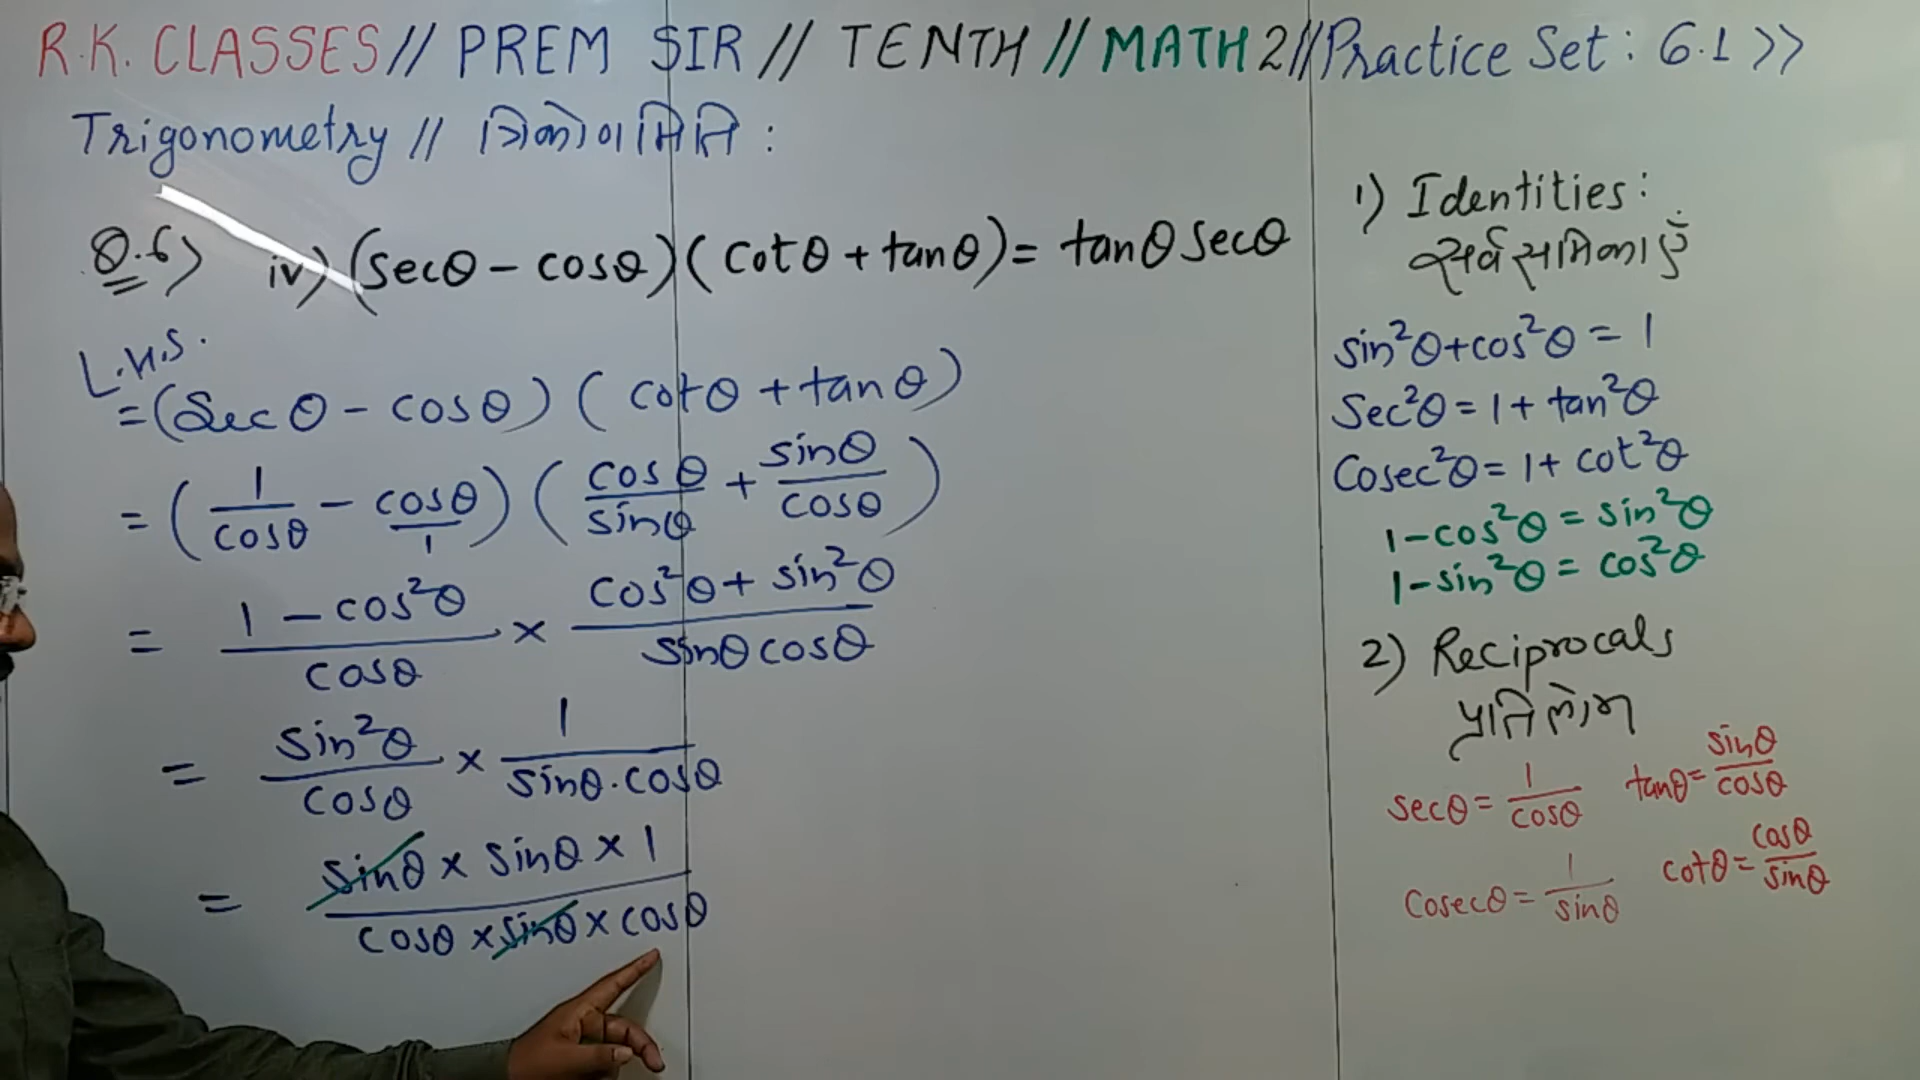 R.K. CLASSES // PREM SIR // TENTH // MATH 2 // Practice Set : 6.1 >>
Trigonometry // त्रिकोणमिति :
Q.6> iv) (secθ - cosθ) (cotθ + tanθ) = tanθ secθ
L.H.S.
= (Sec θ - cosθ) (cotθ + tanθ)
= (1/cosθ - cosθ/1) (cosθ/sinθ + sinθ/cosθ)
= 1 - cos²θ / cosθ × cos²θ + sin²θ / sinθ cosθ
= sin²θ / cosθ × 1 / sinθ.cosθ
= sinθ × sinθ × 1 / cosθ × sinθ × cosθ
1) Identities :
सर्वसमिकाएँ :
sin²θ + cos²θ = 1
Sec²θ = 1 + tan²θ
Cosec²θ = 1 + cot²θ
1 - cos²θ = sin²θ
1 - sin²θ = cos²θ
2) Reciprocals
प्रतिलोम
secθ = 1/cosθ tanθ = sinθ/cosθ
Cosecθ = 1/sinθ cotθ = cosθ/sinθ